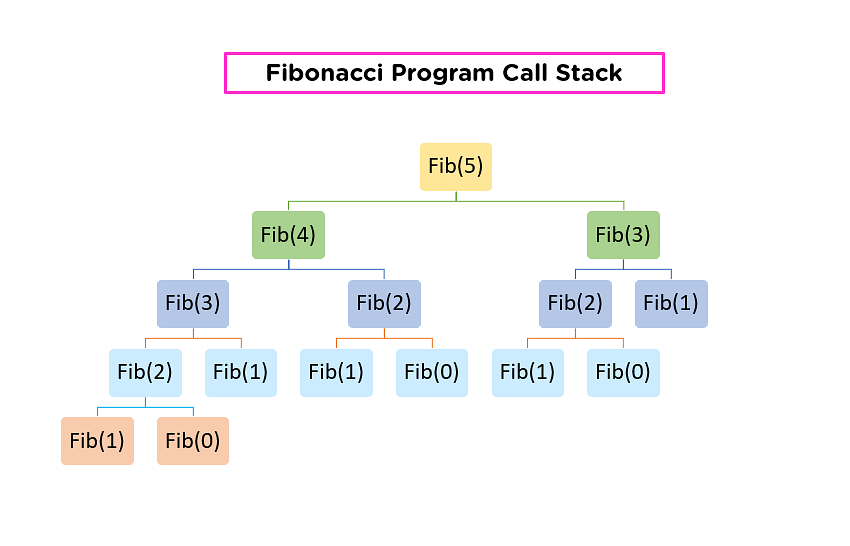 Fibonacci Program Call Stack
Fib(5)
Fib(4)
Fib(3)
Fib(3)
Fib(2)
Fib(2)
Fib(1)
Fib(2)
Fib(1)
Fib(1)
Fib(0)
Fib(1)
Fib(0)
Fib(1)
Fib(0)